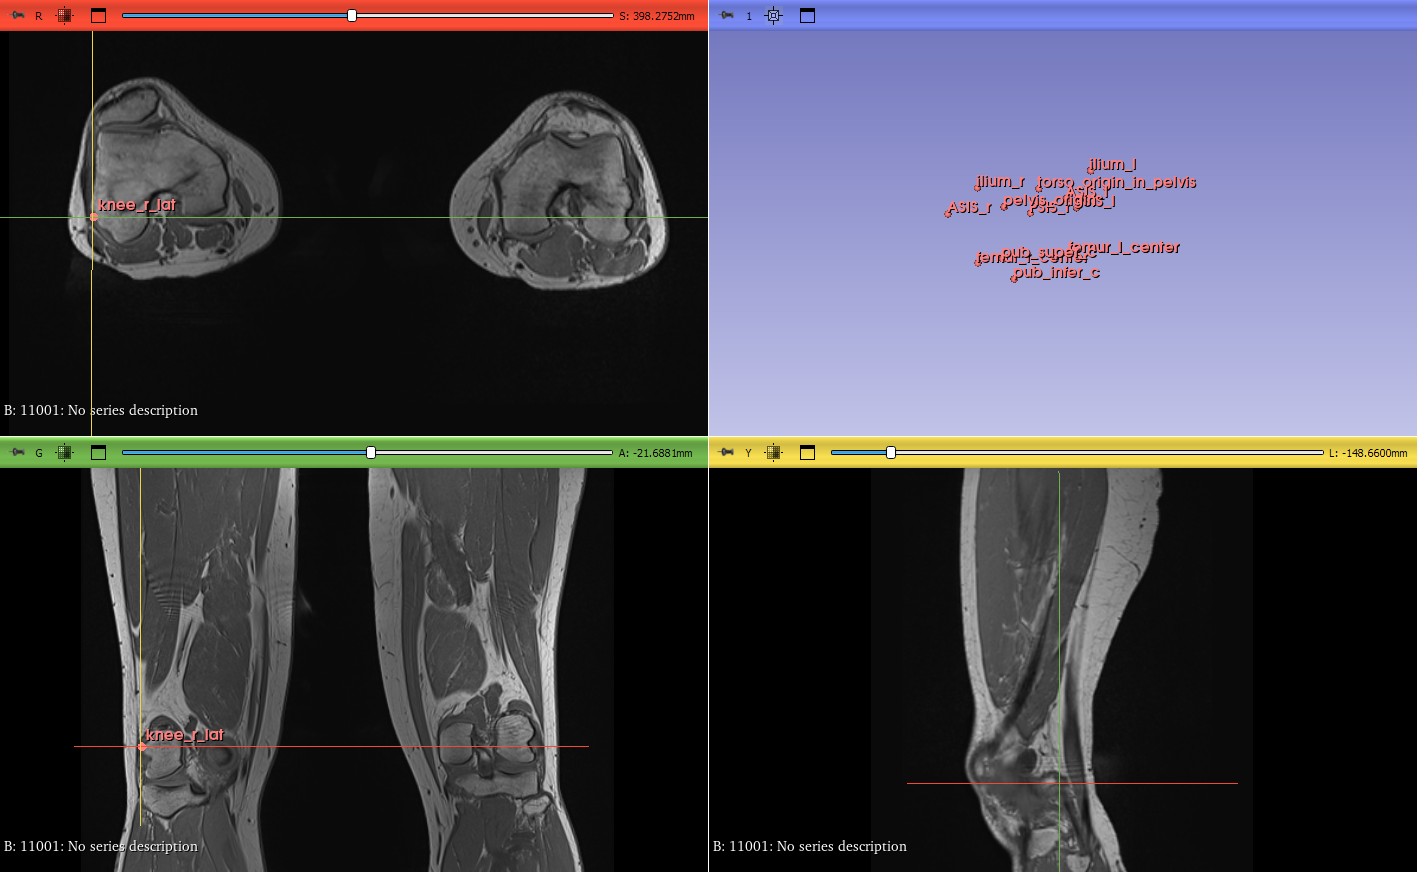 R
S: 398.2752mm
1
knee_r_lat
ilium_l
ilium_r
torso_origin_in_pelvis
ASIS_r
femur_l_center
pub_infer_c
B: 11001: No series description
G
A: -21.6881mm
Y
L: -148.6600mm
knee_r_lat
B: 11001: No series description
B: 11001: No series description